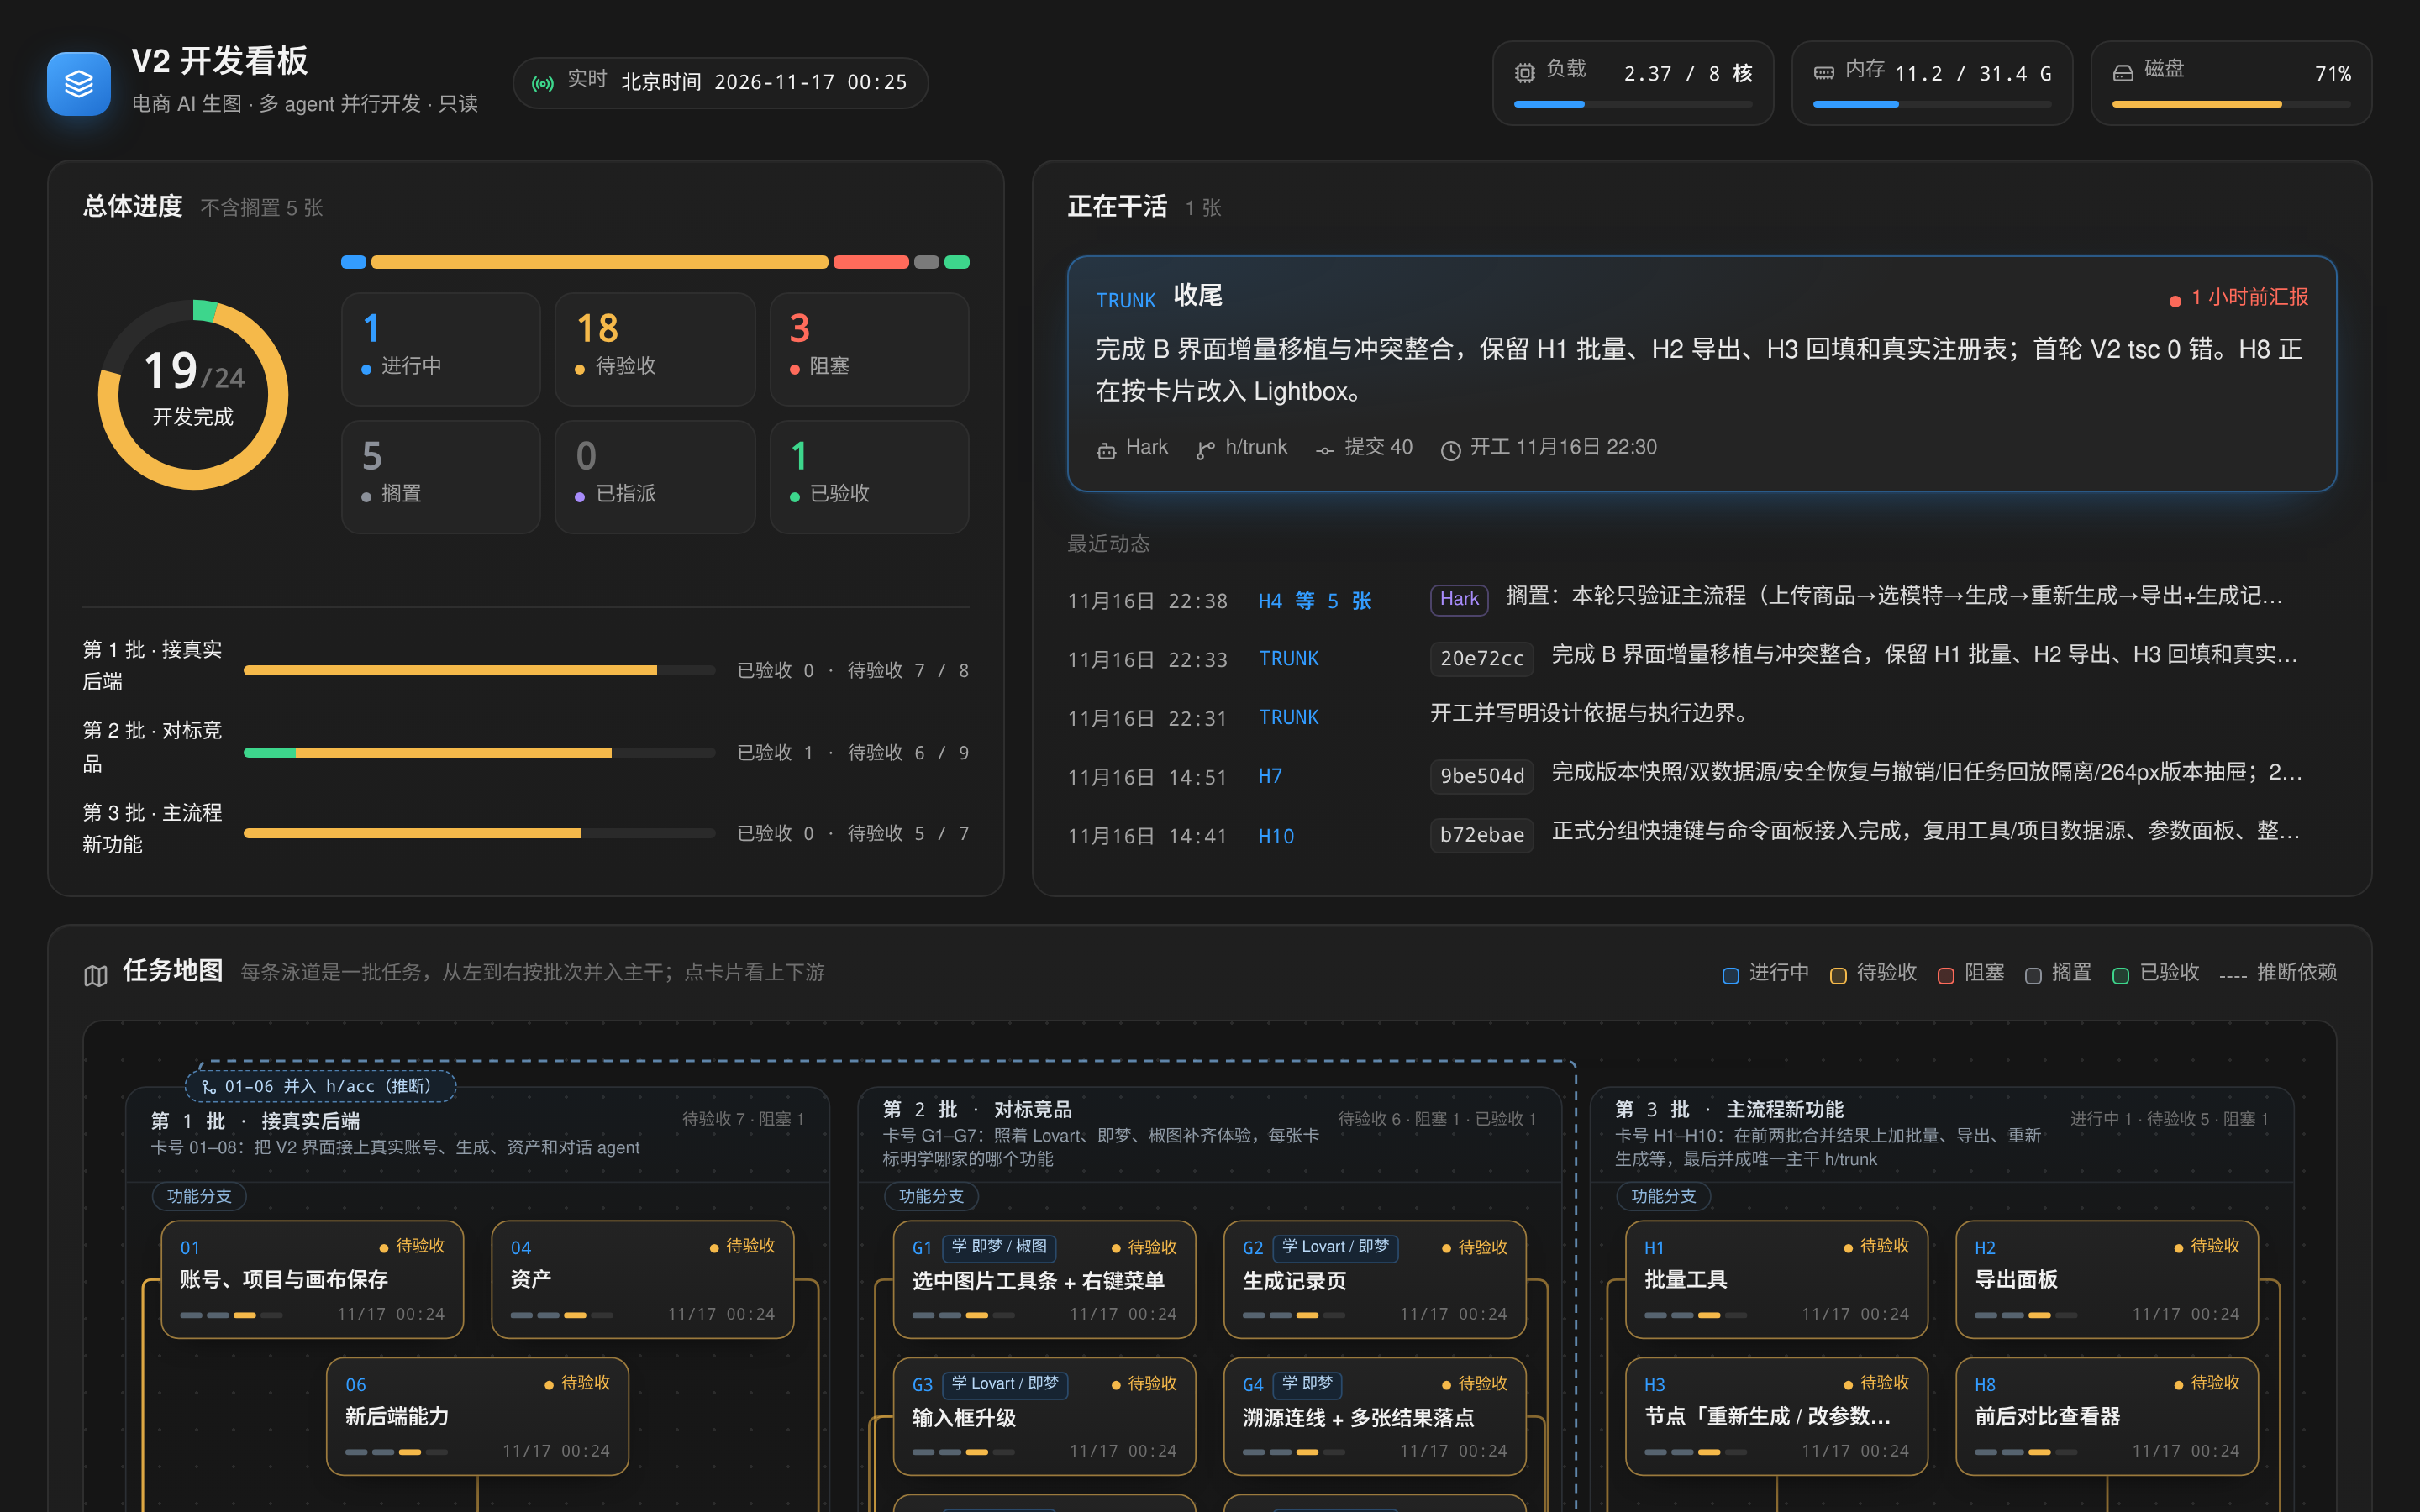 V2 开发看板
电商 AI 生图 · 多 agent 并行开发 · 只读
实时 北京时间 2026-11-17 00:25
负载 2.37 / 8 核
内存 11.2 / 31.4 G
磁盘 71%
总体进度 不含搁置 5 张
19/24
开发完成
1
进行中
18
待验收
3
阻塞
5
搁置
0
已指派
1
已验收
第 1 批 · 接真实
后端
已验收 0 · 待验收 7 / 8
第 2 批 · 对标竞
品
已验收 1 · 待验收 6 / 9
第 3 批 · 主流程
新功能
已验收 0 · 待验收 5 / 7
正在干活 1 张
TRUNK 收尾
1 小时前汇报
完成 B 界面增量移植与冲突整合，保留 H1 批量、H2 导出、H3 回填和真实注册表；首轮 V2 tsc 0 错。H8 正
在按卡片改入 Lightbox。
Hark h/trunk 提交 40 开工 11月16日 22:30
最近动态
11月16日 22:38 H4 等 5 张 Hark 搁置：本轮只验证主流程（上传商品→选模特→生成→重新生成→导出+生成记…
11月16日 22:33 TRUNK 20e72cc 完成 B 界面增量移植与冲突整合，保留 H1 批量、H2 导出、H3 回填和真实…
11月16日 22:31 TRUNK 开工并写明设计依据与执行边界。
11月16日 14:51 H7 9be504d 完成版本快照/双数据源/安全恢复与撤销/旧任务回放隔离/264px版本抽屉；2…
11月16日 14:41 H10 b72ebae 正式分组快捷键与命令面板接入完成，复用工具/项目数据源、参数面板、整…
任务地图 每条泳道是一批任务，从左到右按批次并入主干；点卡片看上下游
进行中 待验收 阻塞 搁置 已验收 推断依赖
01–06 并入 h/acc（推断）
第 1 批 · 接真实后端
待验收 7 · 阻塞 1
卡号 01–08：把 V2 界面接上真实账号、生成、资产和对话 agent
功能分支
01 待验收
账号、项目与画布保存
11/17 00:24
04 待验收
资产
11/17 00:24
06 待验收
新后端能力
11/17 00:24
第 2 批 · 对标竞品
待验收 6 · 阻塞 1 · 已验收 1
卡号 G1–G7：照着 Lovart、即梦、椒图补齐体验，每张卡
标明学哪家的哪个功能
功能分支
G1 学 即梦 / 椒图 待验收
选中图片工具条 + 右键菜单
11/17 00:24
G2 学 Lovart / 即梦 待验收
生成记录页
11/17 00:24
G3 学 Lovart / 即梦 待验收
输入框升级
11/17 00:24
G4 学 即梦 待验收
溯源连线 + 多张结果落点
11/17 00:24
第 3 批 · 主流程新功能
进行中 1 · 待验收 5 · 阻塞 1
卡号 H1–H10：在前两批合并结果上加批量、导出、重新
生成等，最后并成唯一主干 h/trunk
功能分支
H1 待验收
批量工具
11/17 00:24
H2 待验收
导出面板
11/17 00:24
H3 待验收
节点「重新生成 / 改参数…
11/17 00:24
H8 待验收
前后对比查看器
11/17 00:24